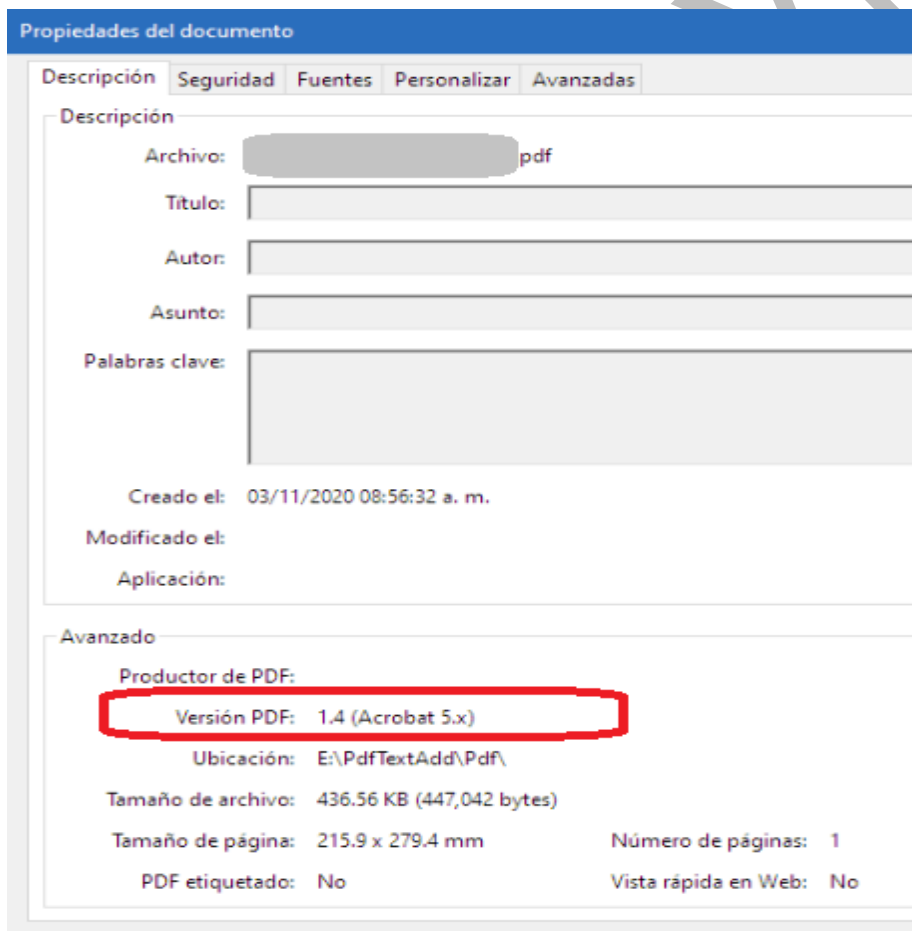 Propiedades del documento
Descripción Seguridad Fuentes Personalizar Avanzadas
Descripción
Archivo: pdf
Título:
Autor:
Asunto:
Palabras clave:
Creado el: 03/11/2020 08:56:32 a. m.
Modificado el:
Aplicación:
Avanzado
Productor de PDF:
Versión PDF: 1.4 (Acrobat 5.x)
Ubicación: E:\PdfTextAdd\Pdf\
Tamaño de archivo: 436.56 KB (447,042 bytes)
Tamaño de página: 215.9 x 279.4 mm Número de páginas: 1
PDF etiquetado: No Vista rápida en Web: No